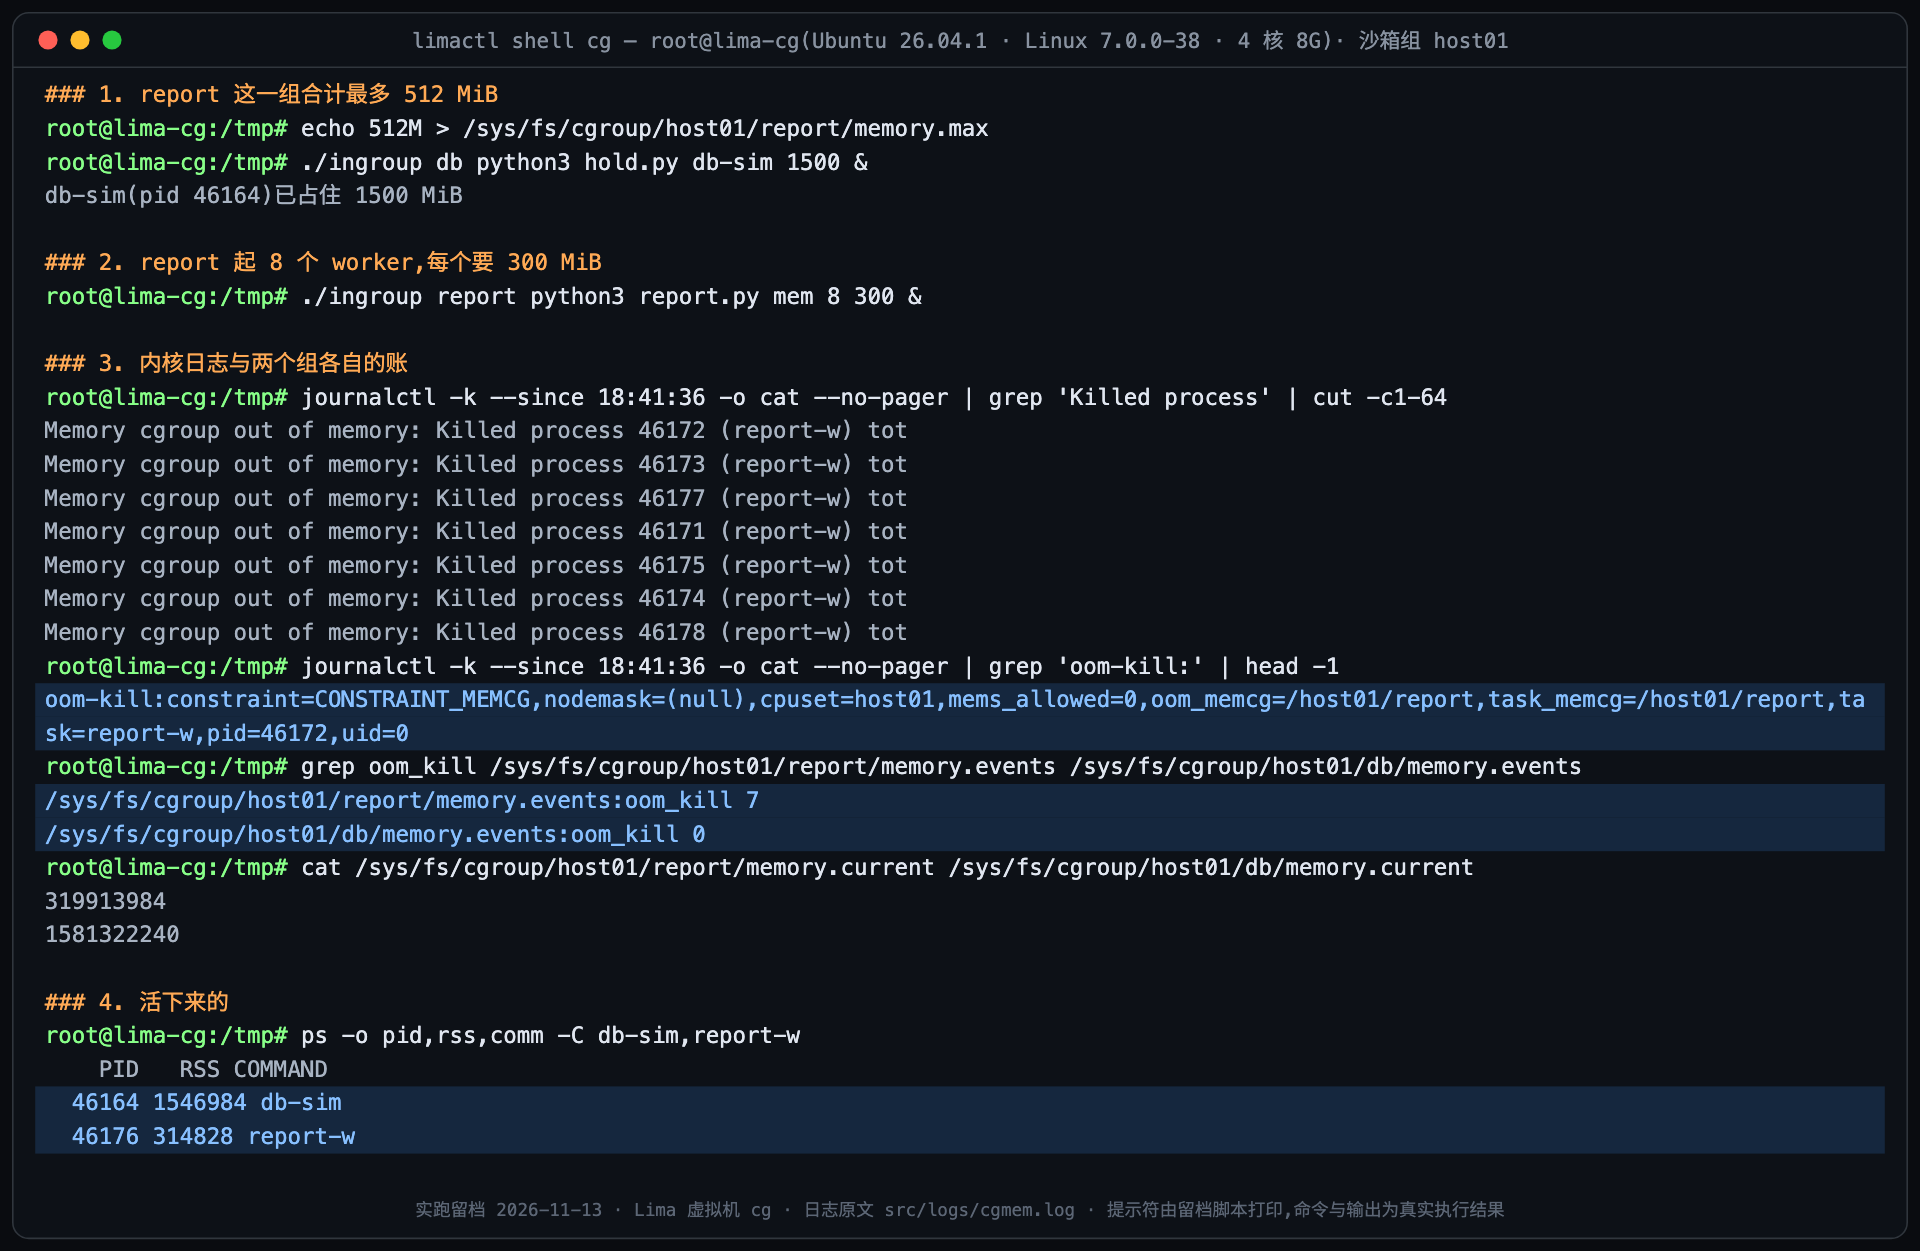 limactl shell cg — root@lima-cg(Ubuntu 26.04.1 · Linux 7.0.0-38 · 4 核 8G)· 沙箱组 host01
### 1. report 这一组合计最多 512 MiB
root@lima-cg:/tmp# echo 512M > /sys/fs/cgroup/host01/report/memory.max
root@lima-cg:/tmp# ./ingroup db python3 hold.py db-sim 1500 &
db-sim(pid 46164)已占住 1500 MiB
### 2. report 起 8 个 worker,每个要 300 MiB
root@lima-cg:/tmp# ./ingroup report python3 report.py mem 8 300 &
### 3. 内核日志与两个组各自的账
root@lima-cg:/tmp# journalctl -k --since 18:41:36 -o cat --no-pager | grep 'Killed process' | cut -c1-64
Memory cgroup out of memory: Killed process 46172 (report-w) tot
Memory cgroup out of memory: Killed process 46173 (report-w) tot
Memory cgroup out of memory: Killed process 46177 (report-w) tot
Memory cgroup out of memory: Killed process 46171 (report-w) tot
Memory cgroup out of memory: Killed process 46175 (report-w) tot
Memory cgroup out of memory: Killed process 46174 (report-w) tot
Memory cgroup out of memory: Killed process 46178 (report-w) tot
root@lima-cg:/tmp# journalctl -k --since 18:41:36 -o cat --no-pager | grep 'oom-kill:' | head -1
oom-kill:constraint=CONSTRAINT_MEMCG,nodemask=(null),cpuset=host01,mems_allowed=0,oom_memcg=/host01/report,task_memcg=/host01/report,ta
sk=report-w,pid=46172,uid=0
root@lima-cg:/tmp# grep oom_kill /sys/fs/cgroup/host01/report/memory.events /sys/fs/cgroup/host01/db/memory.events
/sys/fs/cgroup/host01/report/memory.events:oom_kill 7
/sys/fs/cgroup/host01/db/memory.events:oom_kill 0
root@lima-cg:/tmp# cat /sys/fs/cgroup/host01/report/memory.current /sys/fs/cgroup/host01/db/memory.current
319913984
1581322240
### 4. 活下来的
root@lima-cg:/tmp# ps -o pid,rss,comm -C db-sim,report-w
PID RSS COMMAND
46164 1546984 db-sim
46176 314828 report-w
实跑留档 2026-11-13 · Lima 虚拟机 cg · 日志原文 src/logs/cgmem.log · 提示符由留档脚本打印,命令与输出为真实执行结果